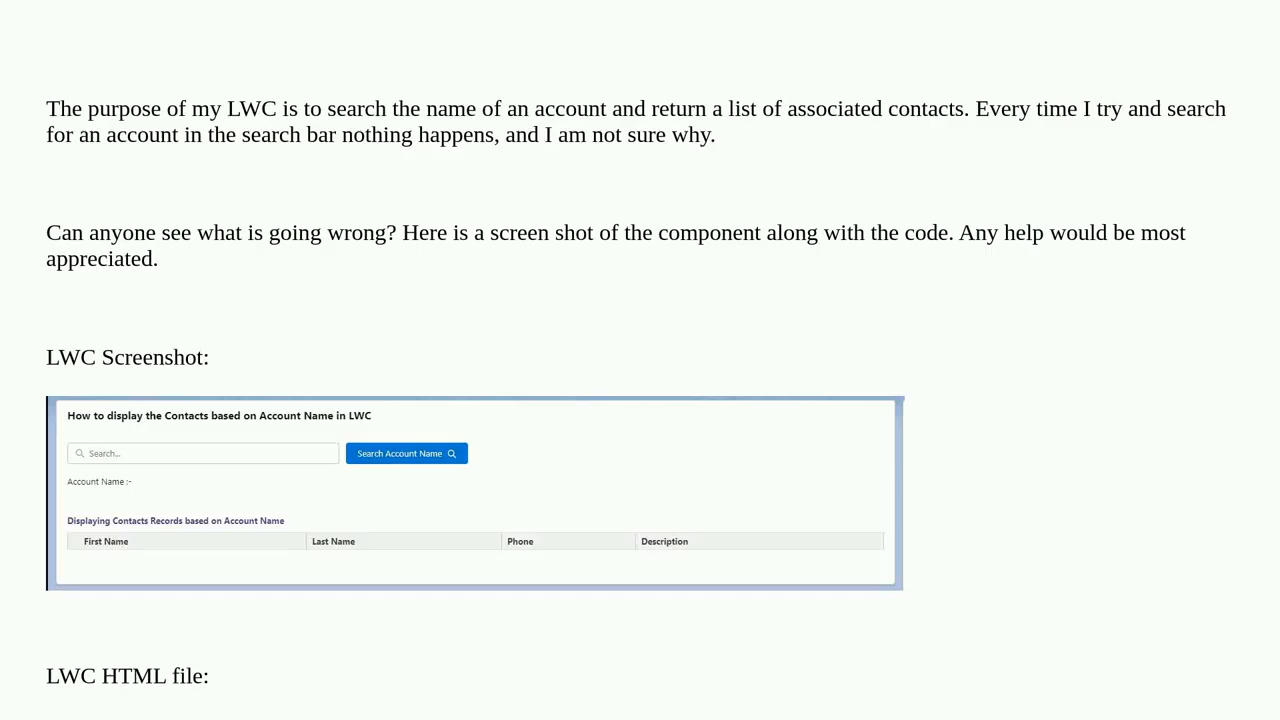 The purpose of my LWC is to search the name of an account and return a list of associated contacts. Every time I try and search
for an account in the search bar nothing happens, and I am not sure why.
Can anyone see what is going wrong? Here is a screen shot of the component along with the code. Any help would be most
appreciated.
LWC Screenshot:
How to display the Contacts based on Account Name in LWC
Search... Search Account Name
Account Name :-
Displaying Contacts Records based on Account Name
First Name Last Name Phone Description
LWC HTML file: